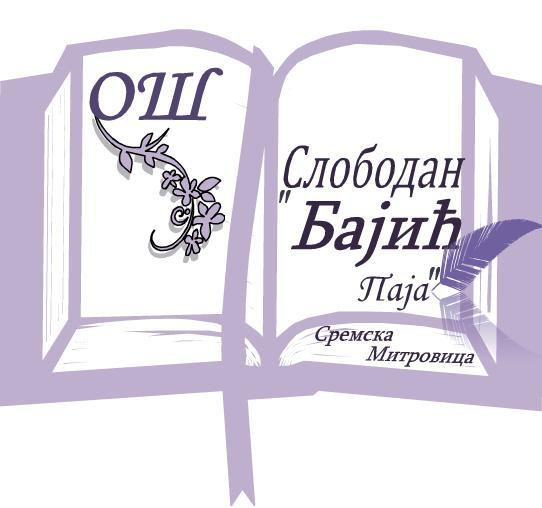 ОШ
Слободан
"Бајић
Паја"
Сремска
Митровица